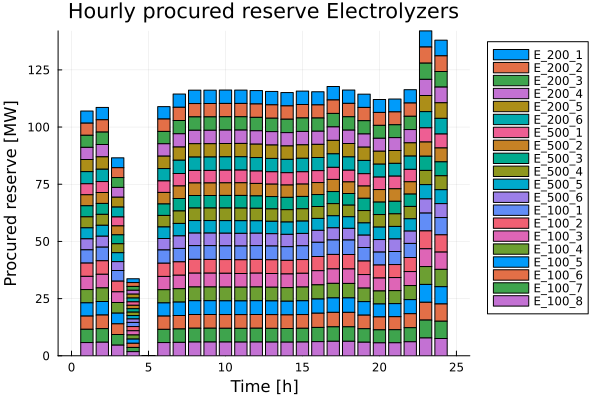 Hourly procured reserve Electrolyzers
Procured reserve [MW]
125
100
75
50
25
0
0 5 10 15 20 25
Time [h]
E_200_1
E_200_2
E_200_3
E_200_4
E_200_5
E_200_6
E_500_1
E_500_2
E_500_3
E_500_4
E_500_5
E_500_6
E_100_1
E_100_2
E_100_3
E_100_4
E_100_5
E_100_6
E_100_7
E_100_8